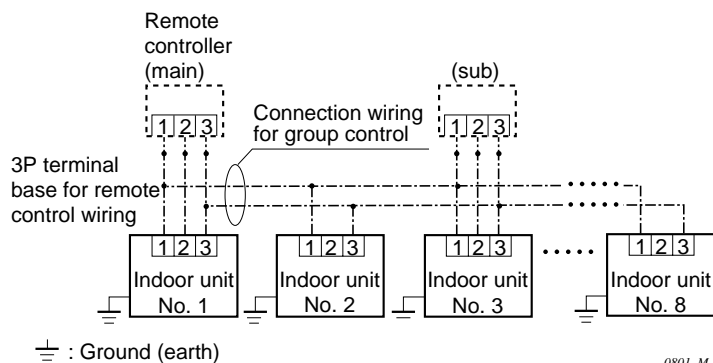 Remote
controller
(main)
(sub)
1 2 3
1 2 3
Connection wiring
for group control
3P terminal
base for remote
control wiring
1 2 3
1 2 3
1 2 3
1 2 3
Indoor unit
No. 1
Indoor unit
No. 2
Indoor unit
No. 3
Indoor unit
No. 8
: Ground (earth)
0801_M